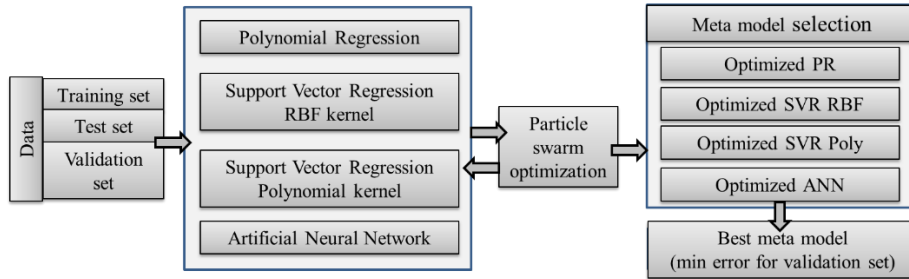 Data
Training set
Test set
Validation
set
Polynomial Regression
Support Vector Regression
RBF kernel
Support Vector Regression
Polynomial kernel
Artificial Neural Network
Particle
swarm
optimization
Meta model selection
Optimized PR
Optimized SVR RBF
Optimized SVR Poly
Optimized ANN
Best meta model
(min error for validation set)